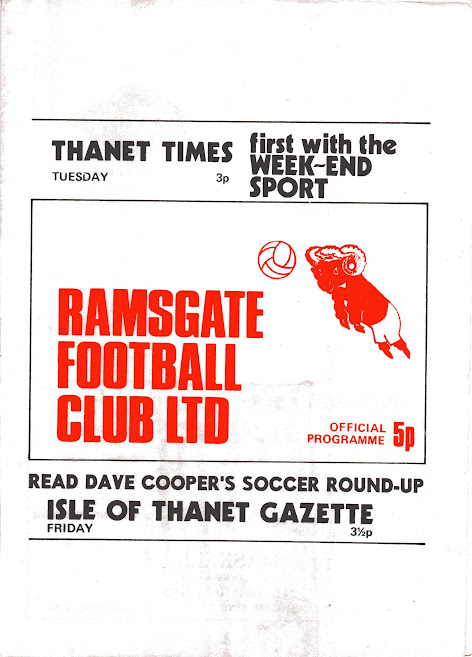 THANET TIMES
TUESDAY 3p
first with the
WEEK-END
SPORT
RAMSGATE
FOOTBALL
CLUB LTD
OFFICIAL
PROGRAMME 5p
READ DAVE COOPER'S SOCCER ROUND-UP
ISLE OF THANET GAZETTE
FRIDAY 3½p